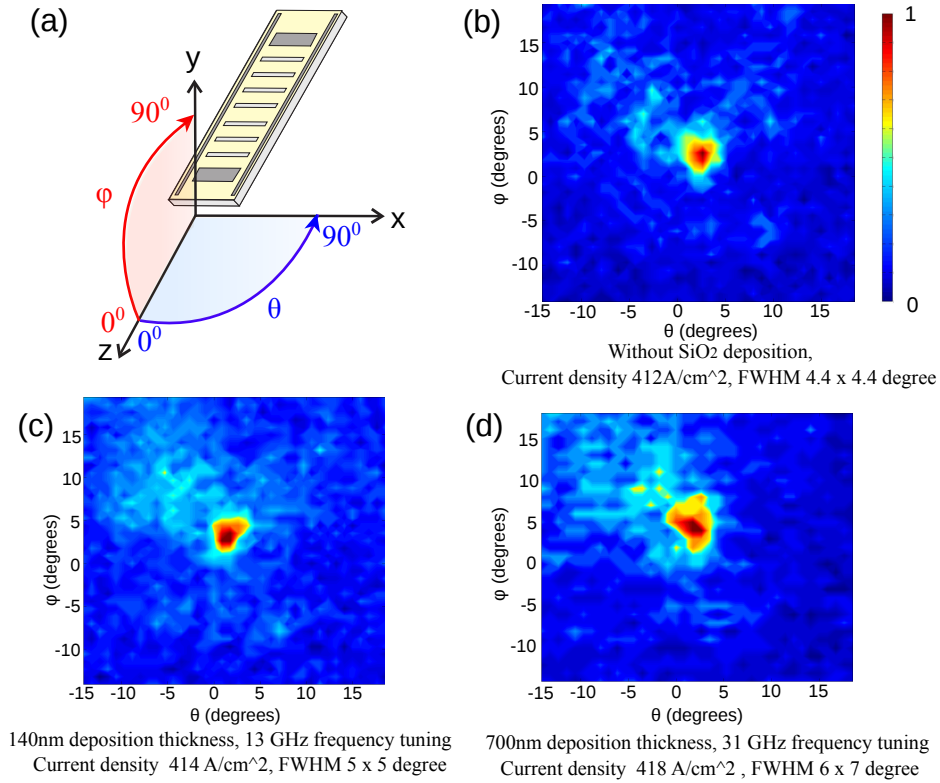 (a)
y
90⁰
φ
x
90⁰
θ
0⁰
0⁰
z
(b)
15
10
5
0
-5
-10
φ (degrees)
-15 -10 -5 0 5 10 15
θ (degrees)
1
0
Without SiO2 deposition,
Current density 412A/cm^2, FWHM 4.4 x 4.4 degree
(c)
15
10
5
0
-5
-10
φ (degrees)
-15 -10 -5 0 5 10 15
θ (degrees)
140nm deposition thickness, 13 GHz frequency tuning
Current density 414 A/cm^2, FWHM 5 x 5 degree
(d)
15
10
5
0
-5
-10
φ (degrees)
-15 -10 -5 0 5 10 15
θ (degrees)
700nm deposition thickness, 31 GHz frequency tuning
Current density 418 A/cm^2 , FWHM 6 x 7 degree